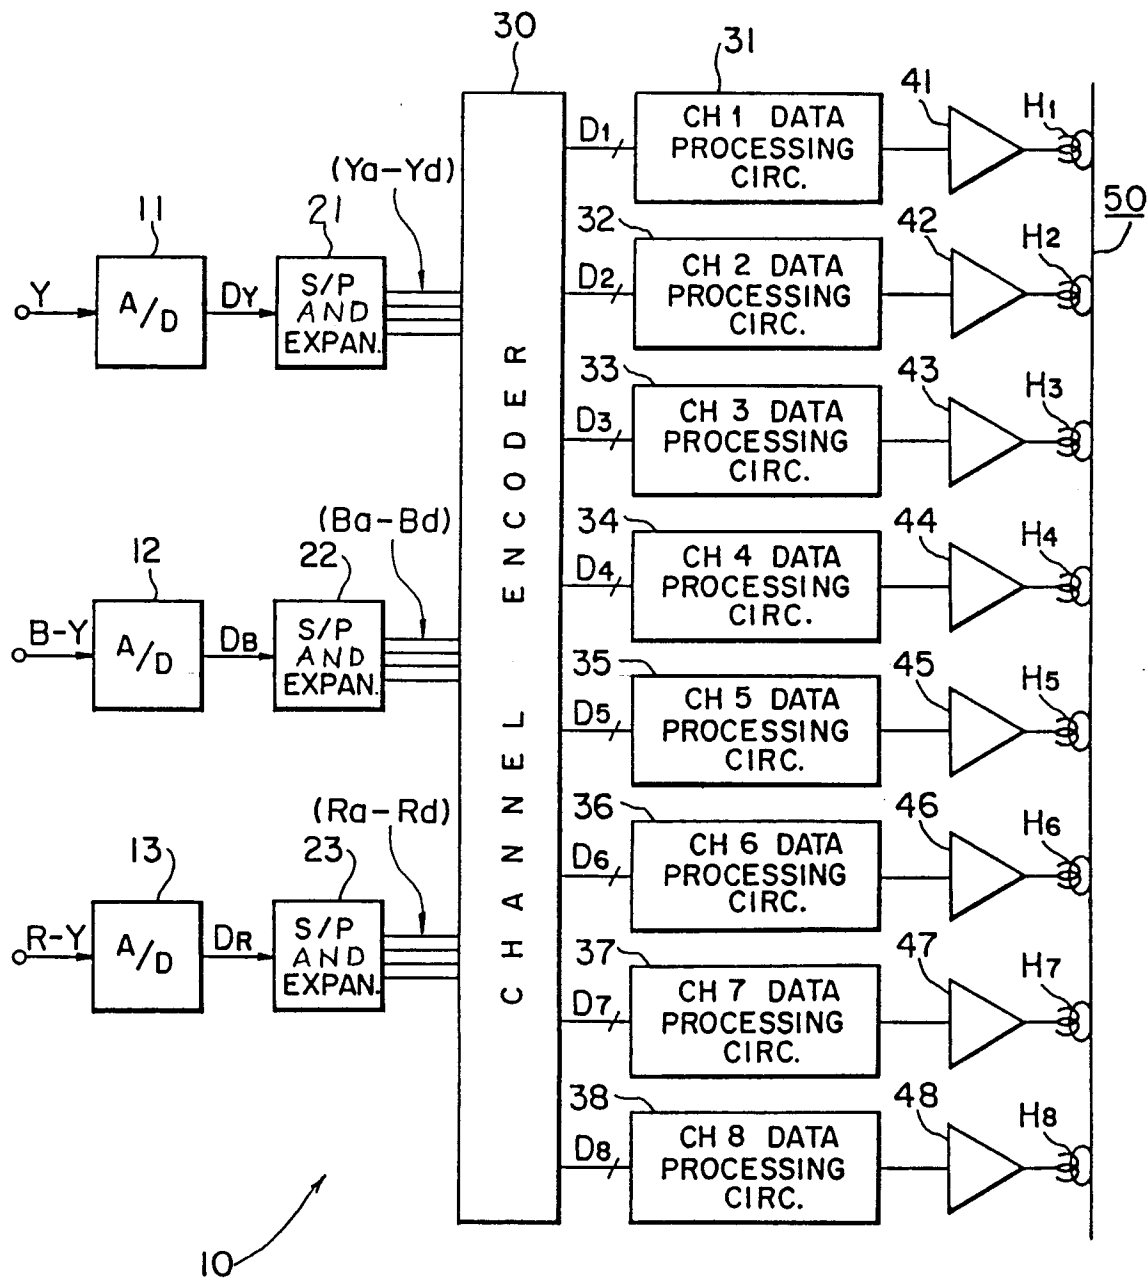 30
31
41
H1
D1
CH 1 DATA
PROCESSING
CIRC.
(Ya-Yd)
50
11
21
32
42
H2
Y
A/D
DY
S/P
AND
EXPAN.
D2
CH 2 DATA
PROCESSING
CIRC.
33
43
H3
D3
CH 3 DATA
PROCESSING
CIRC.
CHANNEL ENCODER
(Ba-Bd)
12
22
34
44
H4
D4
CH 4 DATA
PROCESSING
CIRC.
B-Y
A/D
DB
S/P
AND
EXPAN.
35
45
H5
D5
CH 5 DATA
PROCESSING
CIRC.
(Ra-Rd)
13
23
36
46
H6
D6
CH 6 DATA
PROCESSING
CIRC.
R-Y
A/D
DR
S/P
AND
EXPAN.
37
47
H7
D7
CH 7 DATA
PROCESSING
CIRC.
38
48
H8
D8
CH 8 DATA
PROCESSING
CIRC.
10